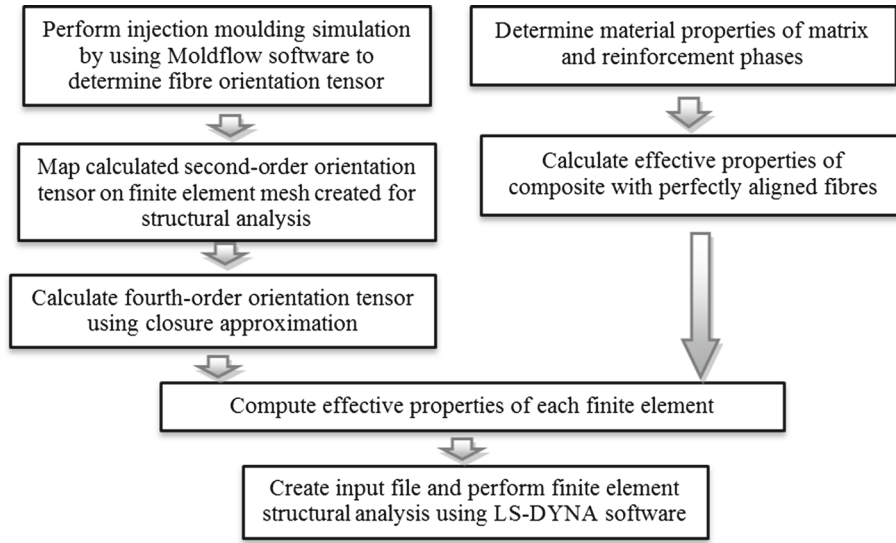 Perform injection moulding simulation
by using Moldflow software to
determine fibre orientation tensor
Map calculated second-order orientation
tensor on finite element mesh created for
structural analysis
Calculate fourth-order orientation tensor
using closure approximation
Determine material properties of matrix
and reinforcement phases
Calculate effective properties of
composite with perfectly aligned fibres
Compute effective properties of each finite element
Create input file and perform finite element
structural analysis using LS-DYNA software